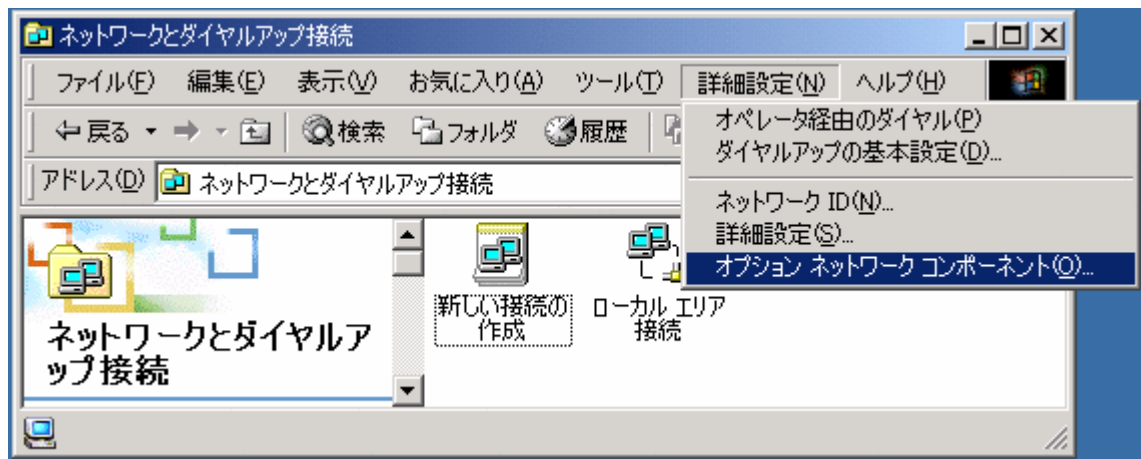 ネットワークとダイヤルアップ接続
ファイル(F) 編集(E) 表示(V) お気に入り(A) ツール(T) 詳細設定(N) ヘルプ(H)
戻る 検索 フォルダ 履歴
アドレス(D) ネットワークとダイヤルアップ接続
オペレータ経由のダイヤル(P)
ダイヤルアップの基本設定(D)...
ネットワーク ID(N)...
詳細設定(S)...
オプション ネットワーク コンポーネント(O)...
ネットワークとダイヤルア
ップ接続
新しい接続の
作成
ローカル エリア
接続